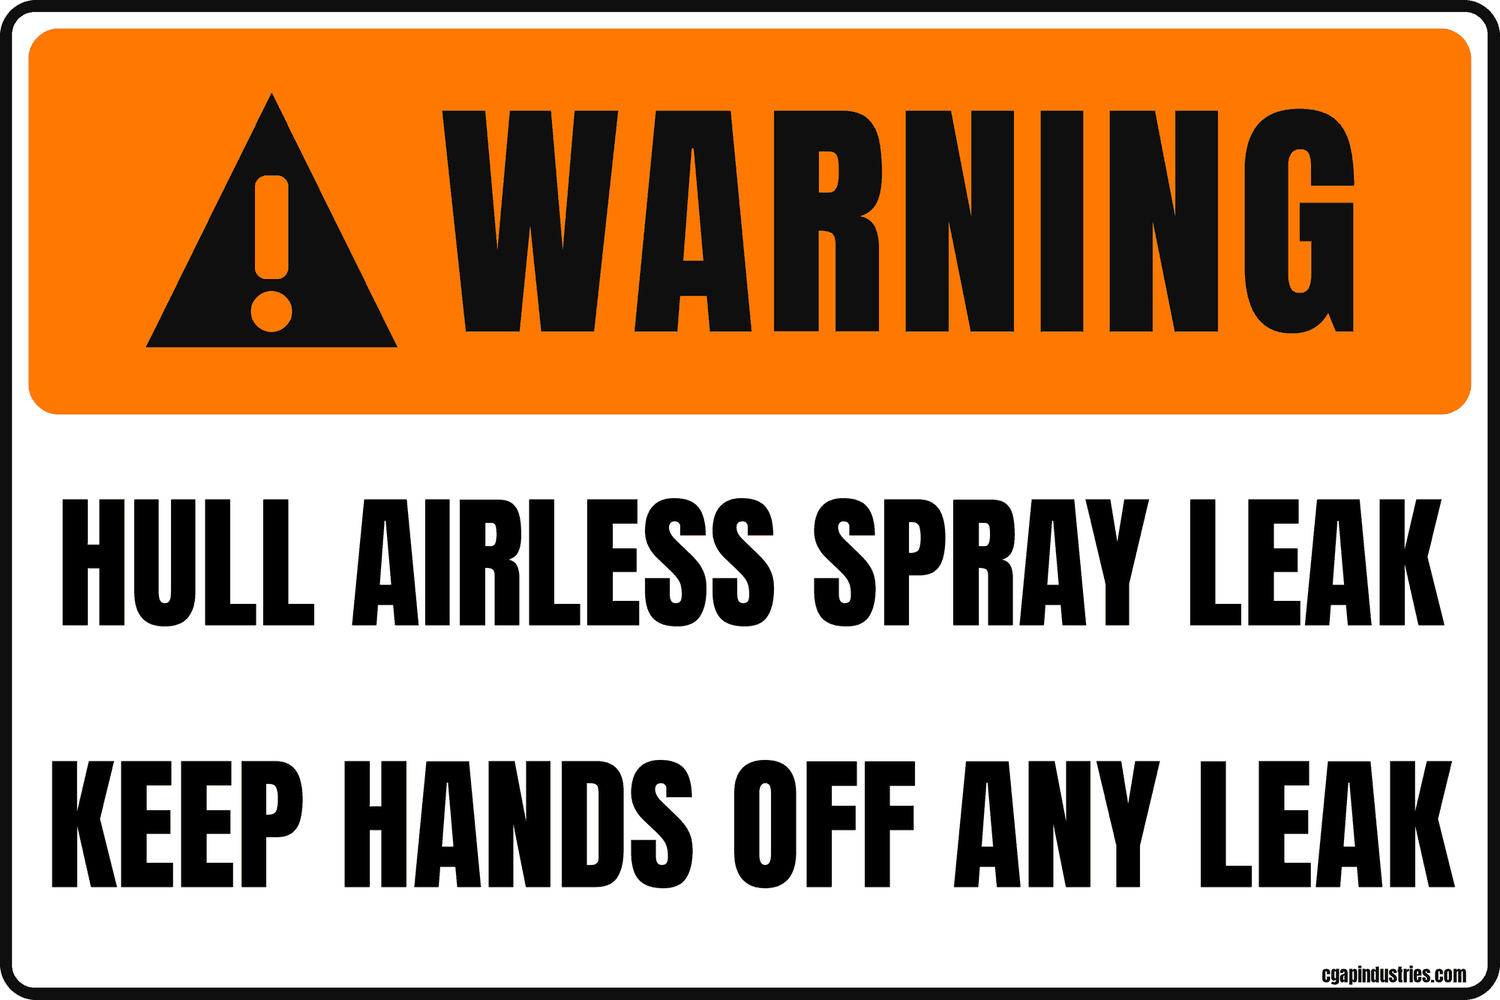 WARNING
HULL AIRLESS SPRAY LEAK
KEEP HANDS OFF ANY LEAK
cgapindustries.com